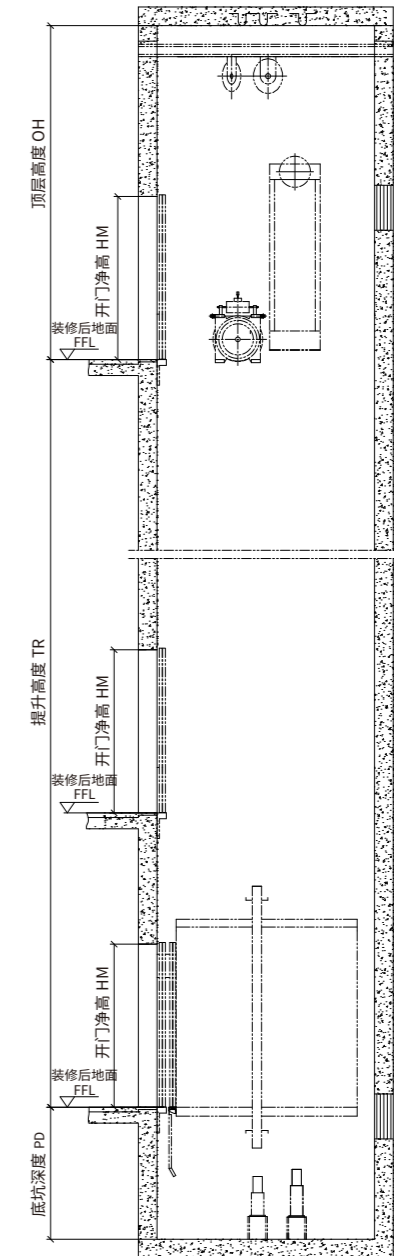 顶层高度 OH
开门净高 HM
装修后地面
FFL
提升高度 TR
开门净高 HM
装修后地面
FFL
开门净高 HM
装修后地面
FFL
底坑深度 PD